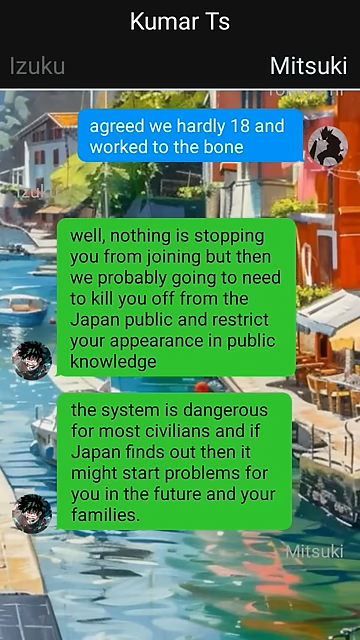 Kumar Ts
Izuku
Mitsuki
agreed we hardly 18 and
worked to the bone
Izuku
well, nothing is stopping
you from joining but then
we probably going to need
to kill you off from the
Japan public and restrict
your appearance in public
knowledge
the system is dangerous
for most civilians and if
Japan finds out then it
might start problems for
you in the future and your
families.
Mitsuki